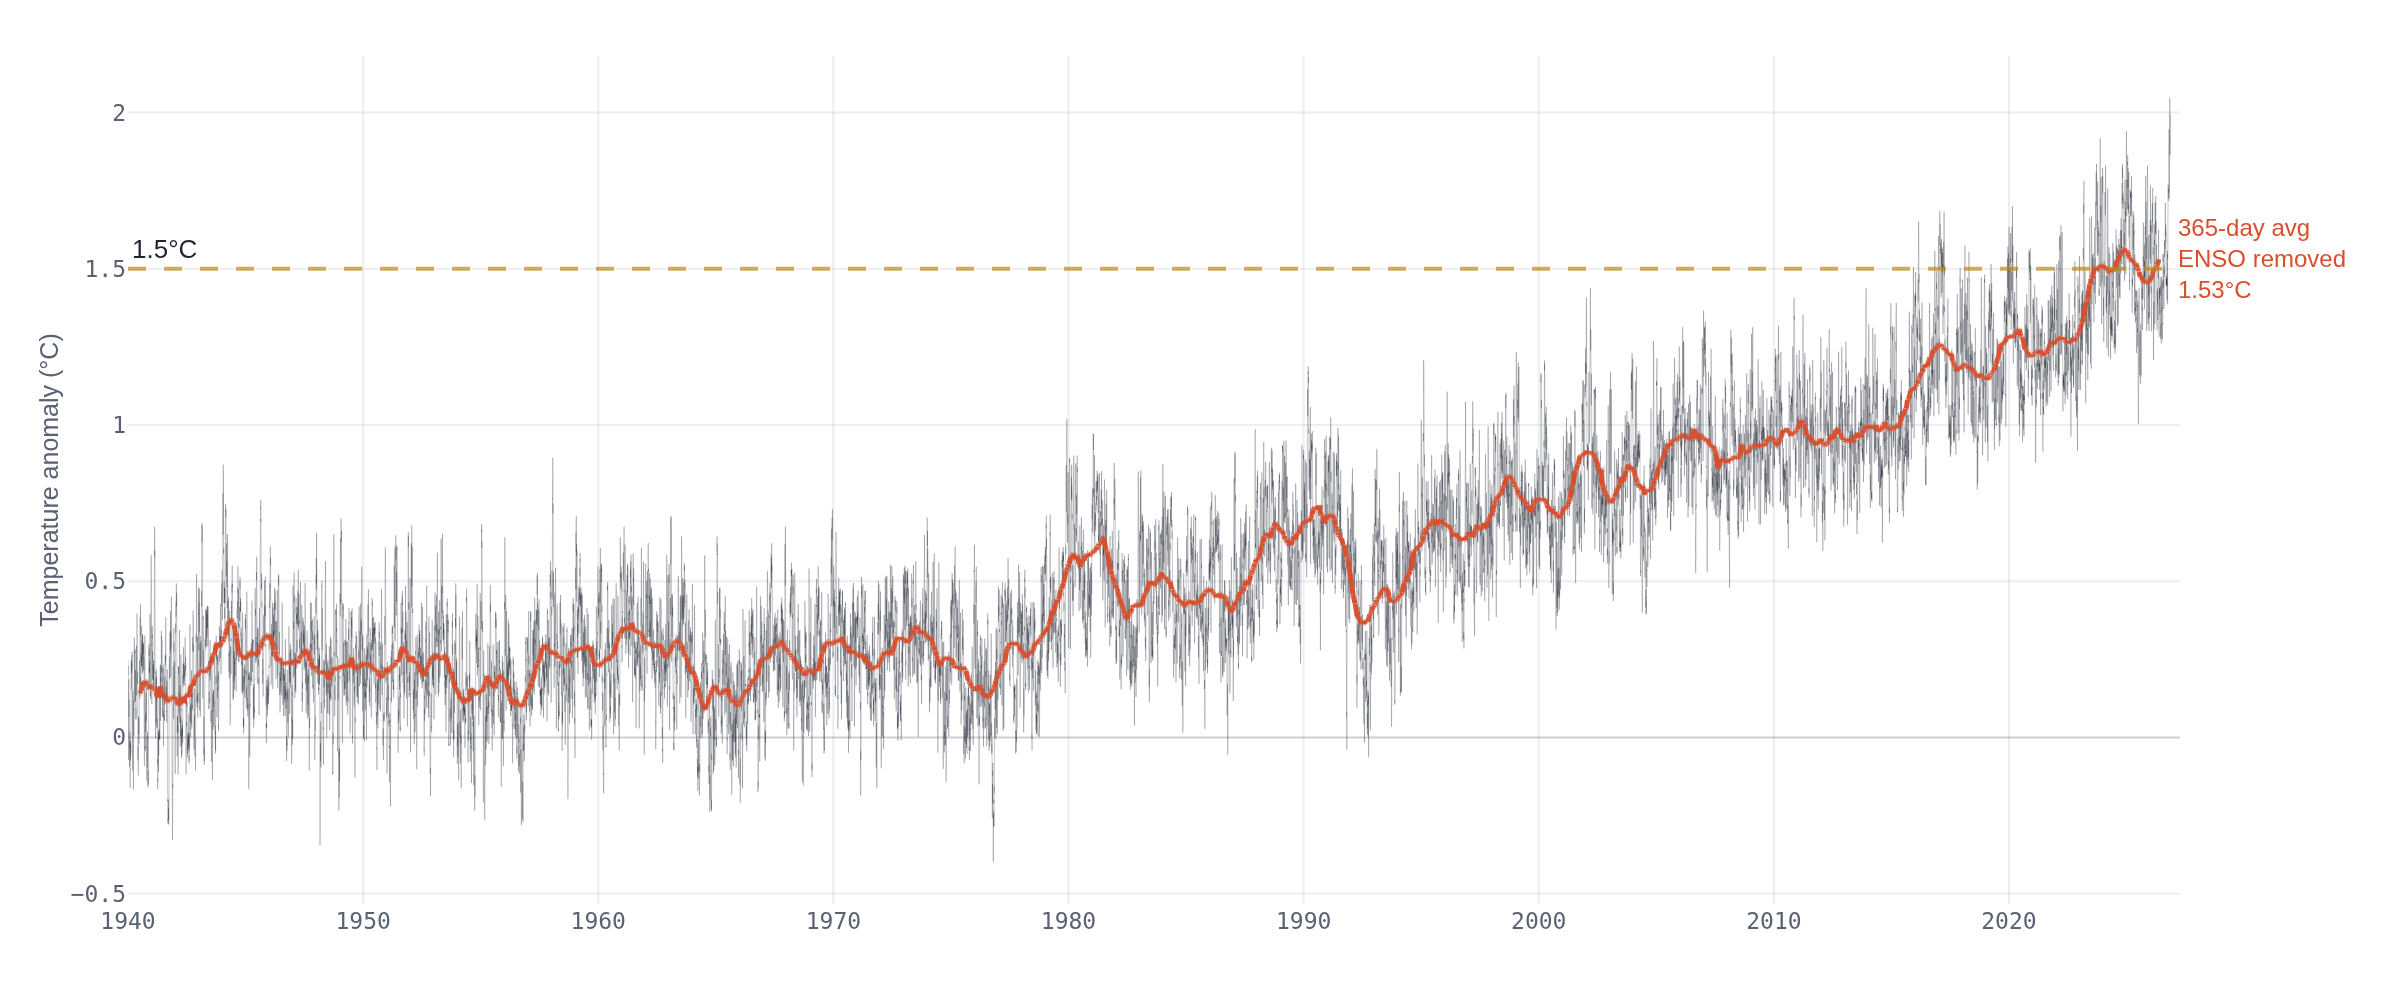 2
1.5°C
1.5
1
0.5
0
−0.5
Temperature anomaly (°C)
365-day avg
ENSO removed
1.53°C
1940 1950 1960 1970 1980 1990 2000 2010 2020